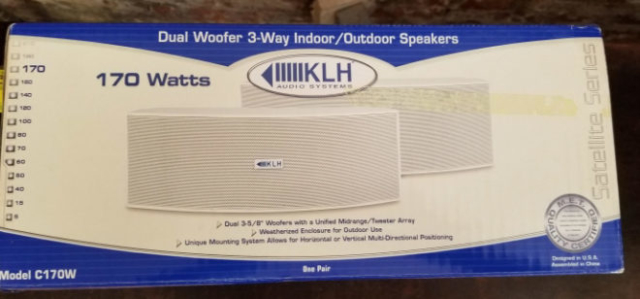 Dual Woofer 3-Way Indoor/Outdoor Speakers
170 Watts
KLH
AUDIO SYSTEMS
170
160
140
120
100
80
70
60
50
40
15
KLH
Satellite Series
Dual 3-5/8" Woofers with a Unified Midrange/Tweeter Array
Weatherized Enclosure for Outdoor Use
Unique Mounting System Allows for Horizontal or Vertical Multi-Directional Positioning
Designed in U.S.A.
Assembled in China
Model C170W
One Pair